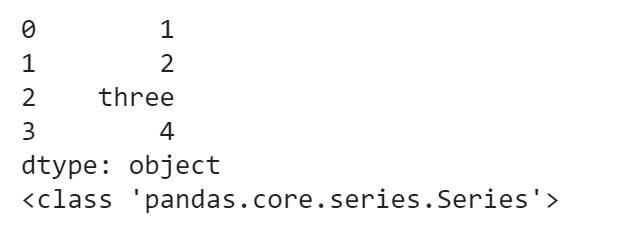 0        1
1        2
2    three
3        4
dtype: object
<class 'pandas.core.series.Series'>